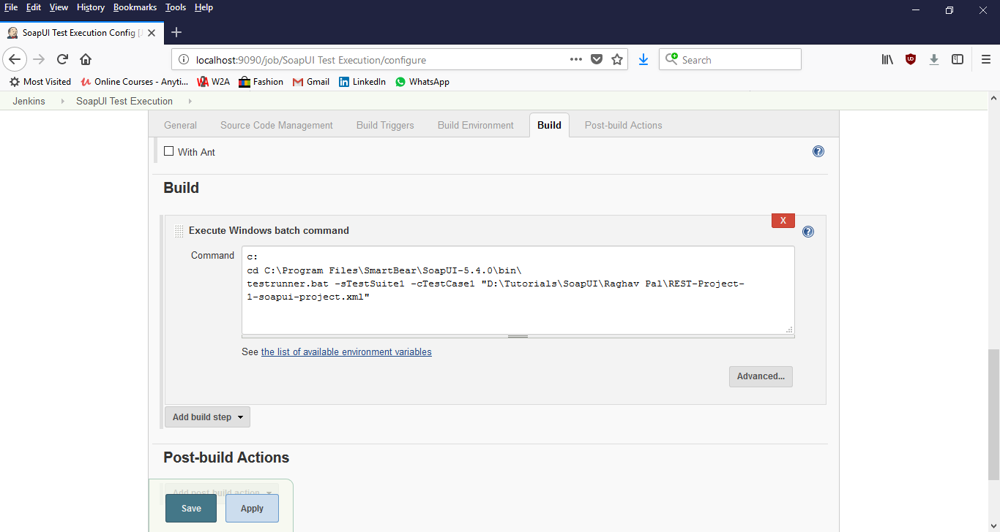 File Edit View History Bookmarks Tools Help
SoapUI Test Execution Config [J
localhost:9090/job/SoapUI Test Execution/configure
Search
Most Visited Online Courses - Anyti... W2A Fashion Gmail LinkedIn WhatsApp
Jenkins SoapUI Test Execution
General Source Code Management Build Triggers Build Environment Build Post-build Actions
With Ant
Build
X
Execute Windows batch command
Command
c:
cd C:\Program Files\SmartBear\SoapUI-5.4.0\bin\
testrunner.bat -sTestSuite1 -cTestCase1 "D:\Tutorials\SoapUI\Raghav Pal\REST-Project-
1-soapui-project.xml"
See the list of available environment variables
Advanced...
Add build step
Post-build Actions
Add post-build action
Save Apply